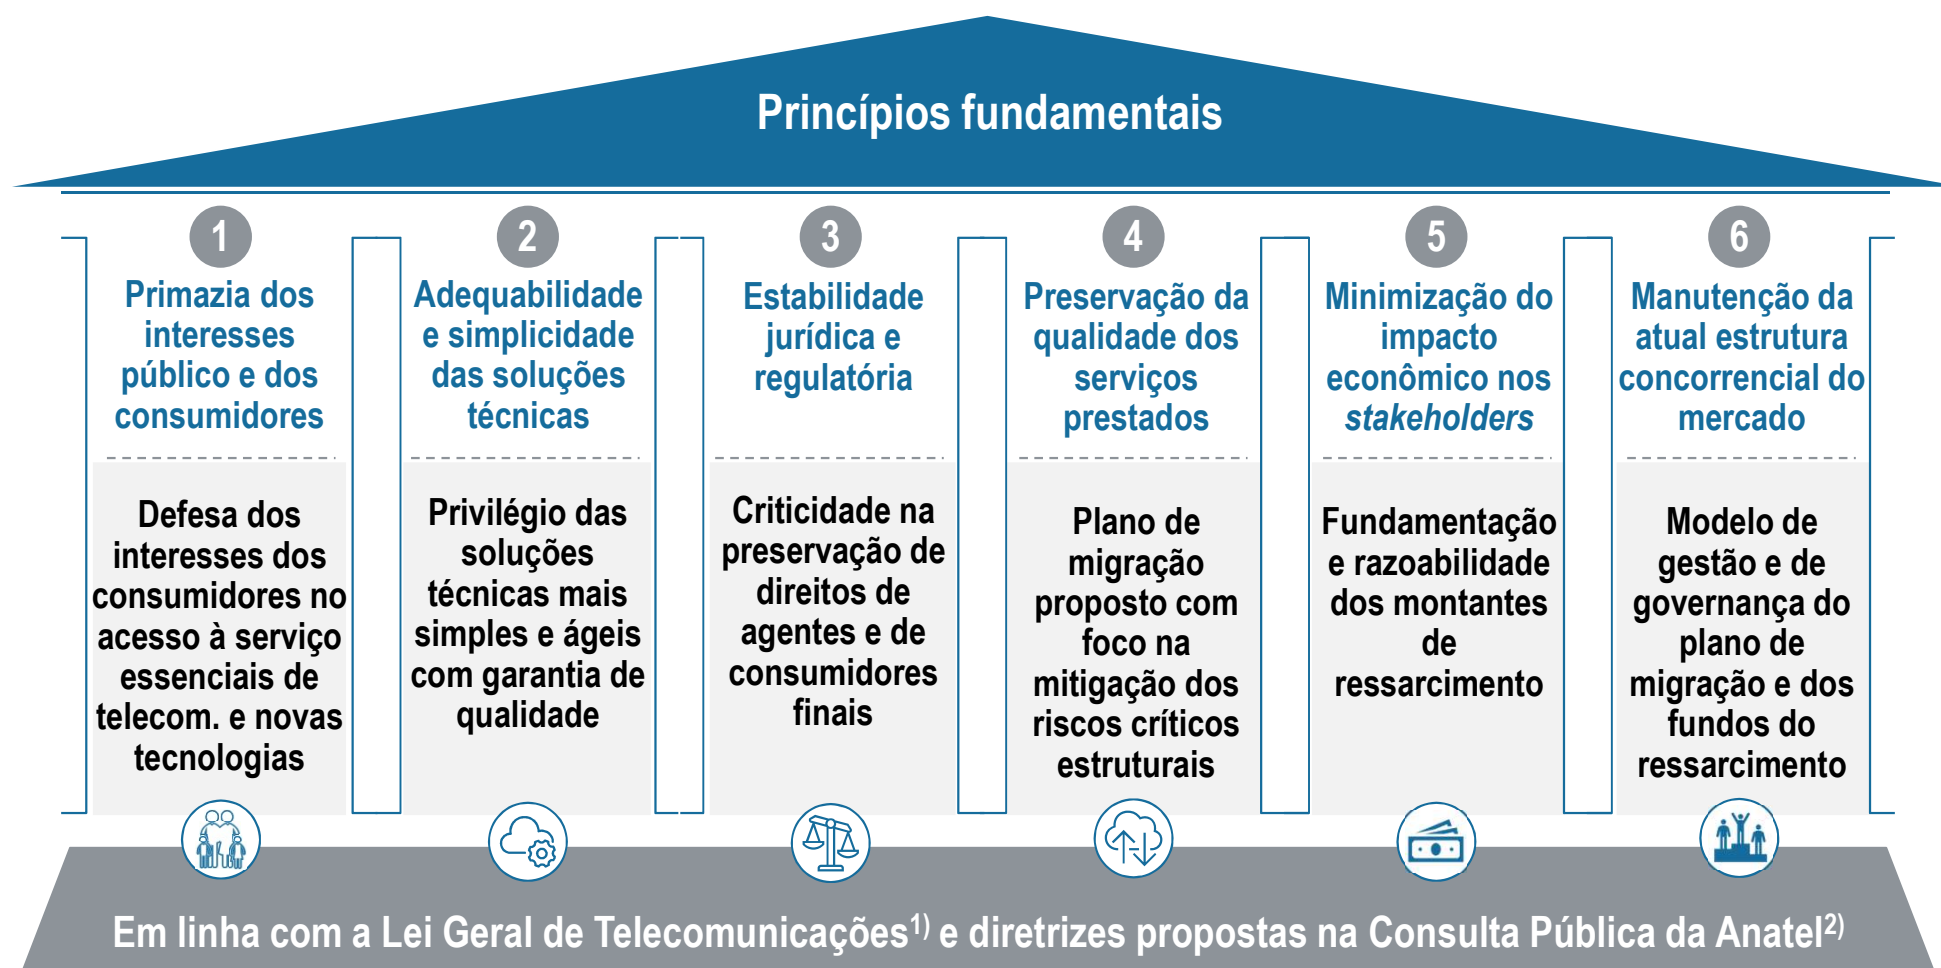 Princípios fundamentais
1
Primazia dos
interesses
público e dos
consumidores
Defesa dos
interesses dos
consumidores no
acesso à serviço
essenciais de
telecom. e novas
tecnologias
2
Adequabilidade
e simplicidade
das soluções
técnicas
Privilégio das
soluções
técnicas mais
simples e ágeis
com garantia de
qualidade
3
Estabilidade
jurídica e
regulatória
Criticidade na
preservação de
direitos de
agentes e de
consumidores
finais
4
Preservação da
qualidade dos
serviços
prestados
Plano de
migração
proposto com
foco na
mitigação dos
riscos críticos
estruturais
5
Minimização do
impacto
econômico nos
stakeholders
Fundamentação
e razoabilidade
dos montantes
de
ressarcimento
6
Manutenção da
atual estrutura
concorrencial do
mercado
Modelo de
gestão e de
governança do
plano de
migração e dos
fundos do
ressarcimento
Em linha com a Lei Geral de Telecomunicações1) e diretrizes propostas na Consulta Pública da Anatel2)